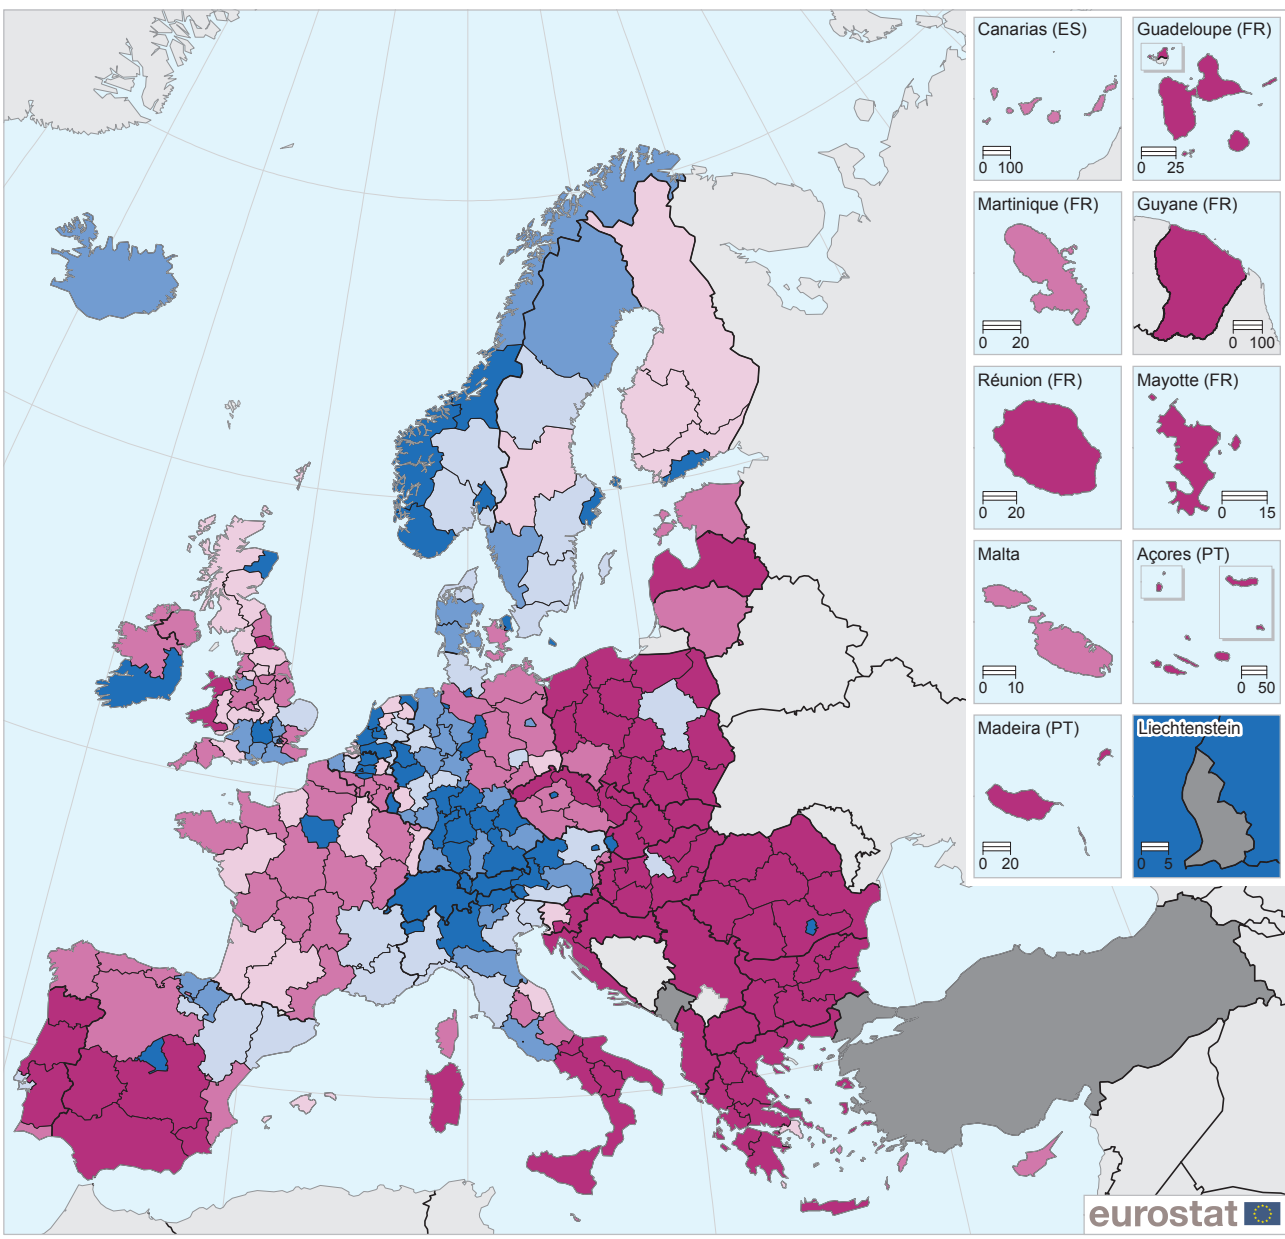 Canarias (ES)
0 100
Guadeloupe (FR)
0 25
Martinique (FR)
0 20
Guyane (FR)
0 100
Réunion (FR)
0 20
Mayotte (FR)
0 15
Malta
0 10
Açores (PT)
0 50
Madeira (PT)
0 20
Liechtenstein
0 5
eurostat